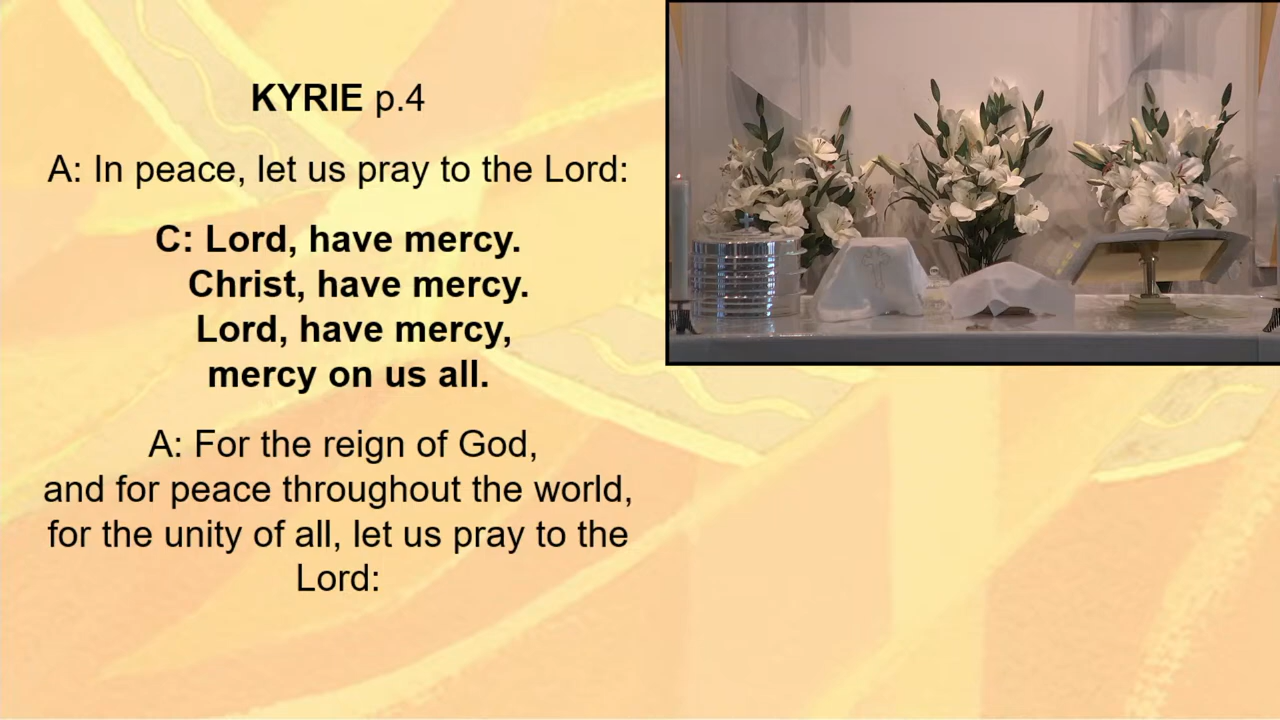 KYRIE p.4
A: In peace, let us pray to the Lord:
C: Lord, have mercy.
Christ, have mercy.
Lord, have mercy,
mercy on us all.
A: For the reign of God,
and for peace throughout the world,
for the unity of all, let us pray to the
Lord: